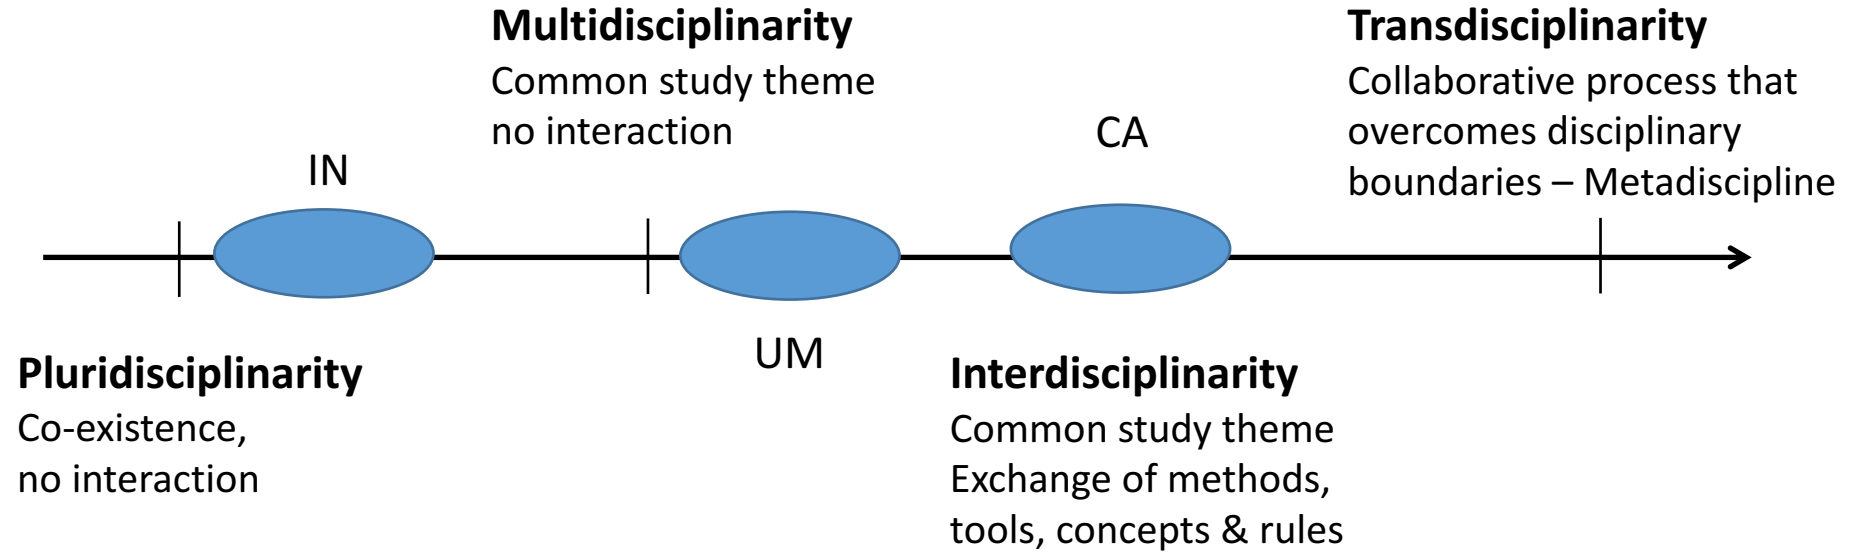 Multidisciplinarity
Common study theme
no interaction
Transdisciplinarity
Collaborative process that
overcomes disciplinary
boundaries – Metadiscipline
IN
CA
UM
Pluridisciplinarity
Co-existence,
no interaction
Interdisciplinarity
Common study theme
Exchange of methods,
tools, concepts & rules